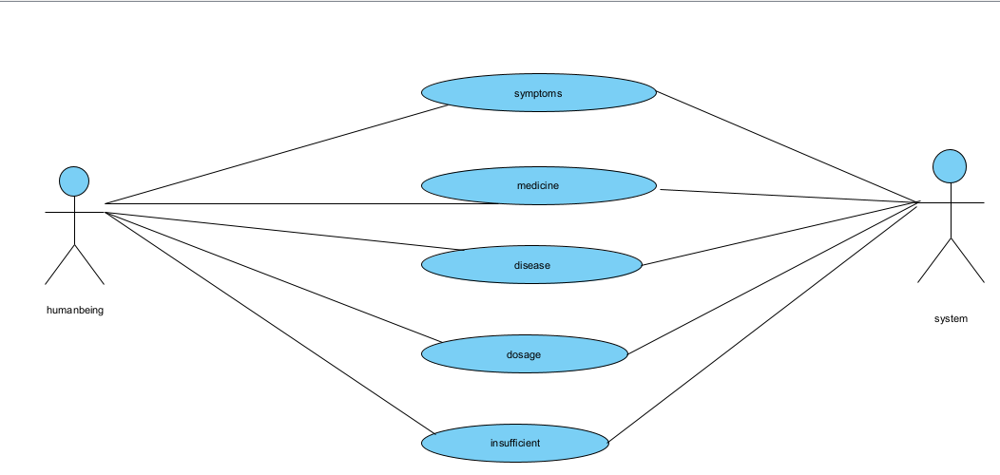 symptoms
medicine
disease
humanbeing
system
dosage
insufficient